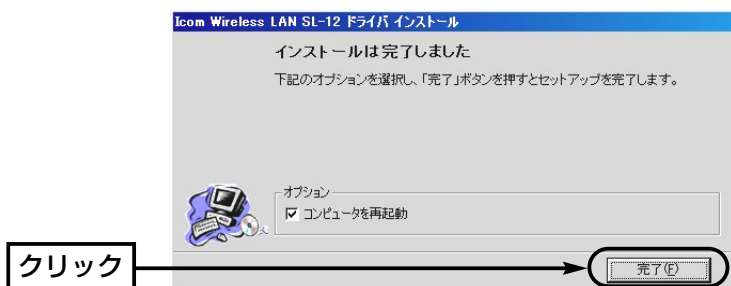 Icom Wireless LAN SL-12 ドライバ インストール
インストールは完了しました
下記のオプションを選択し、「完了」ボタンを押すとセットアップを完了します。
オプション
コンピュータを再起動
クリック
完了(F)